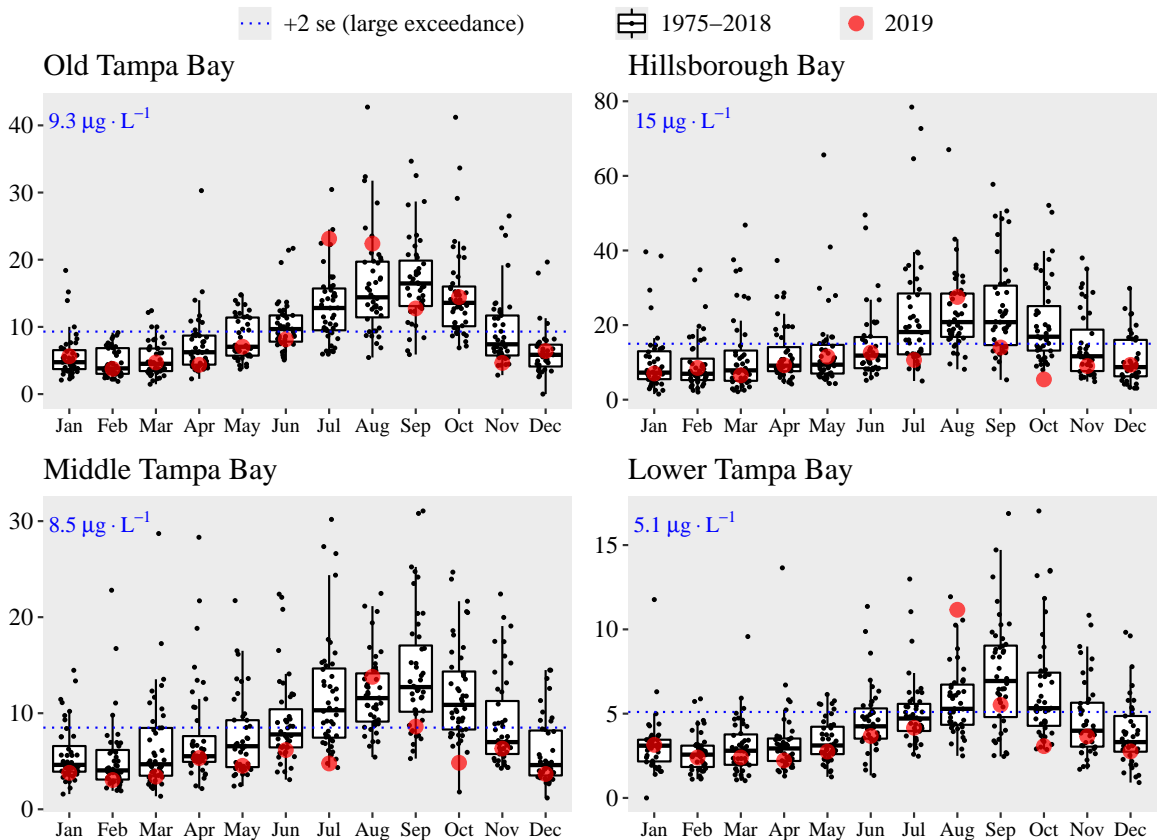 +2 se (large exceedance) 1975–2018 2019
Old Tampa Bay
9.3 μg · L⁻¹
40
30
20
10
0
Jan Feb Mar Apr May Jun Jul Aug Sep Oct Nov Dec
Hillsborough Bay
15 μg · L⁻¹
80
60
40
20
0
Jan Feb Mar Apr May Jun Jul Aug Sep Oct Nov Dec
Middle Tampa Bay
8.5 μg · L⁻¹
30
20
10
0
Jan Feb Mar Apr May Jun Jul Aug Sep Oct Nov Dec
Lower Tampa Bay
5.1 μg · L⁻¹
15
10
5
0
Jan Feb Mar Apr May Jun Jul Aug Sep Oct Nov Dec